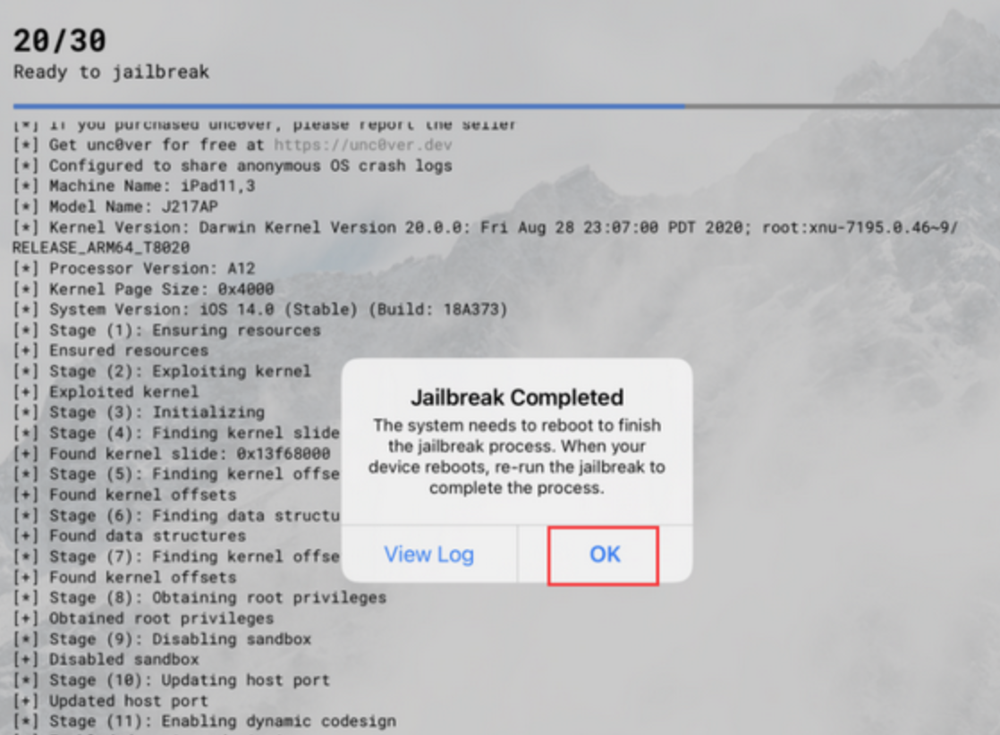 20/30
Ready to jailbreak
[*] If you purchased unc0ver, please report the seller
[*] Get unc0ver for free at https://unc0ver.dev
[*] Configured to share anonymous OS crash logs
[*] Machine Name: iPad11,3
[*] Model Name: J217AP
[*] Kernel Version: Darwin Kernel Version 20.0.0: Fri Aug 28 23:07:00 PDT 2020; root:xnu-7195.0.46~9/
RELEASE_ARM64_T8020
[*] Processor Version: A12
[*] Kernel Page Size: 0x4000
[*] System Version: iOS 14.0 (Stable) (Build: 18A373)
[*] Stage (1): Ensuring resources
[+] Ensured resources
[*] Stage (2): Exploiting kernel
[+] Exploited kernel
[*] Stage (3): Initializing
[*] Stage (4): Finding kernel slide
[+] Found kernel slide: 0x13f68000
[*] Stage (5): Finding kernel offse
[+] Found kernel offsets
[*] Stage (6): Finding data structu
[+] Found data structures
[*] Stage (7): Finding kernel offse
[+] Found kernel offsets
[*] Stage (8): Obtaining root privileges
[+] Obtained root privileges
[*] Stage (9): Disabling sandbox
[+] Disabled sandbox
[*] Stage (10): Updating host port
[+] Updated host port
[*] Stage (11): Enabling dynamic codesign
Jailbreak Completed
The system needs to reboot to finish
the jailbreak process. When your
device reboots, re-run the jailbreak to
complete the process.
View Log
OK